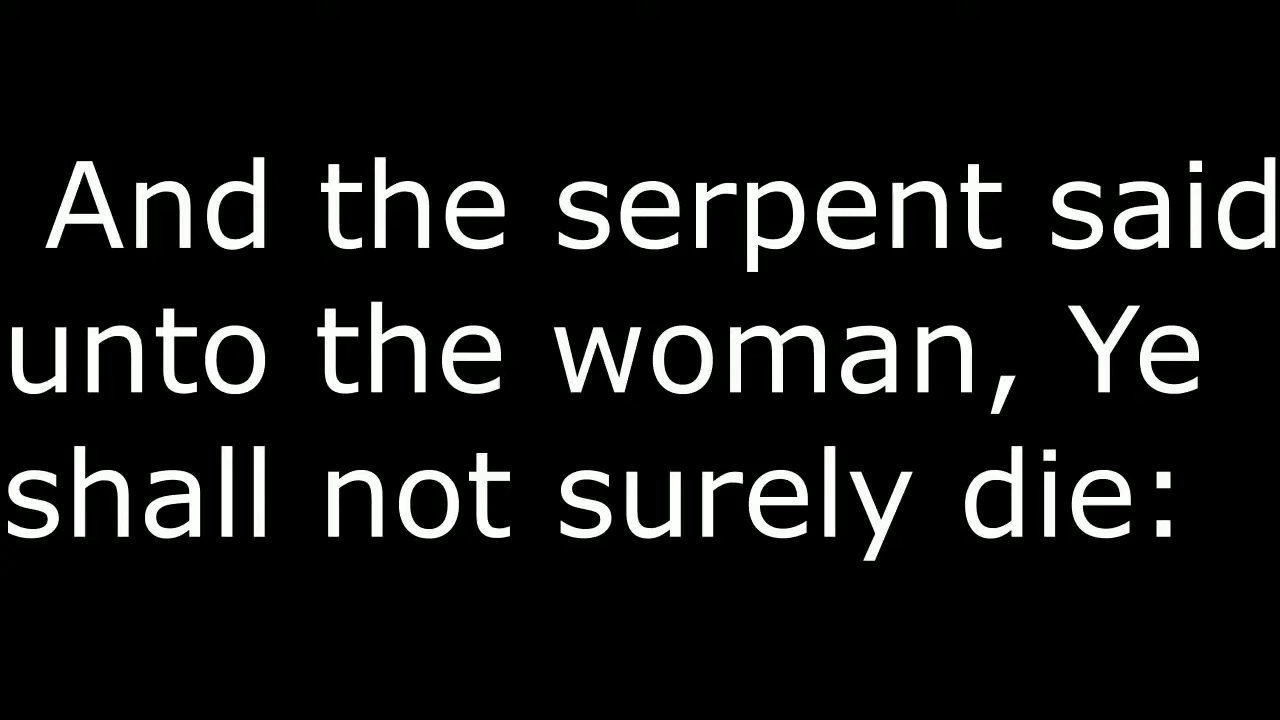 And the serpent said
unto the woman, Ye
shall not surely die: